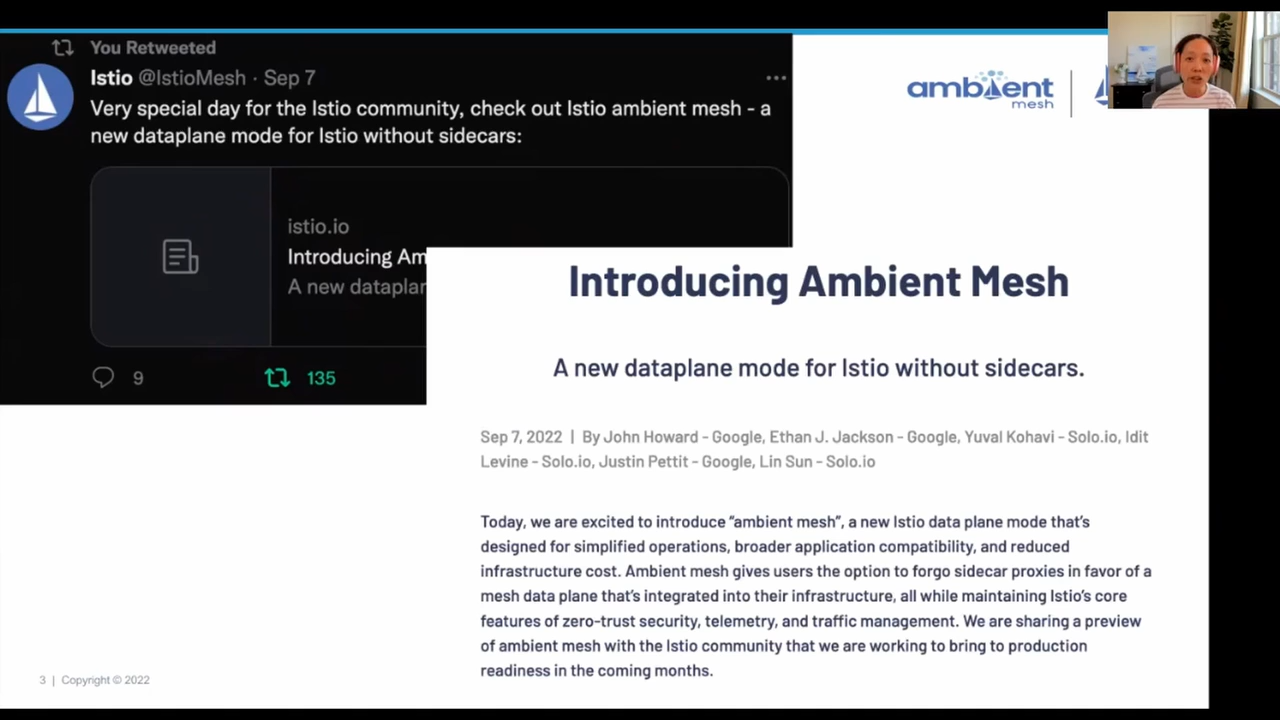 You Retweeted
Istio @IstioMesh · Sep 7
Very special day for the Istio community, check out Istio ambient mesh - a
new dataplane mode for Istio without sidecars:
istio.io
Introducing Am
A new dataplar
9 135
ambient
mesh
Introducing Ambient Mesh
A new dataplane mode for Istio without sidecars.
Sep 7, 2022 | By John Howard - Google, Ethan J. Jackson - Google, Yuval Kohavi - Solo.io, Idit
Levine - Solo.io, Justin Pettit - Google, Lin Sun - Solo.io
Today, we are excited to introduce “ambient mesh”, a new Istio data plane mode that’s
designed for simplified operations, broader application compatibility, and reduced
infrastructure cost. Ambient mesh gives users the option to forgo sidecar proxies in favor of a
mesh data plane that’s integrated into their infrastructure, all while maintaining Istio’s core
features of zero-trust security, telemetry, and traffic management. We are sharing a preview
of ambient mesh with the Istio community that we are working to bring to production
readiness in the coming months.
3 | Copyright © 2022